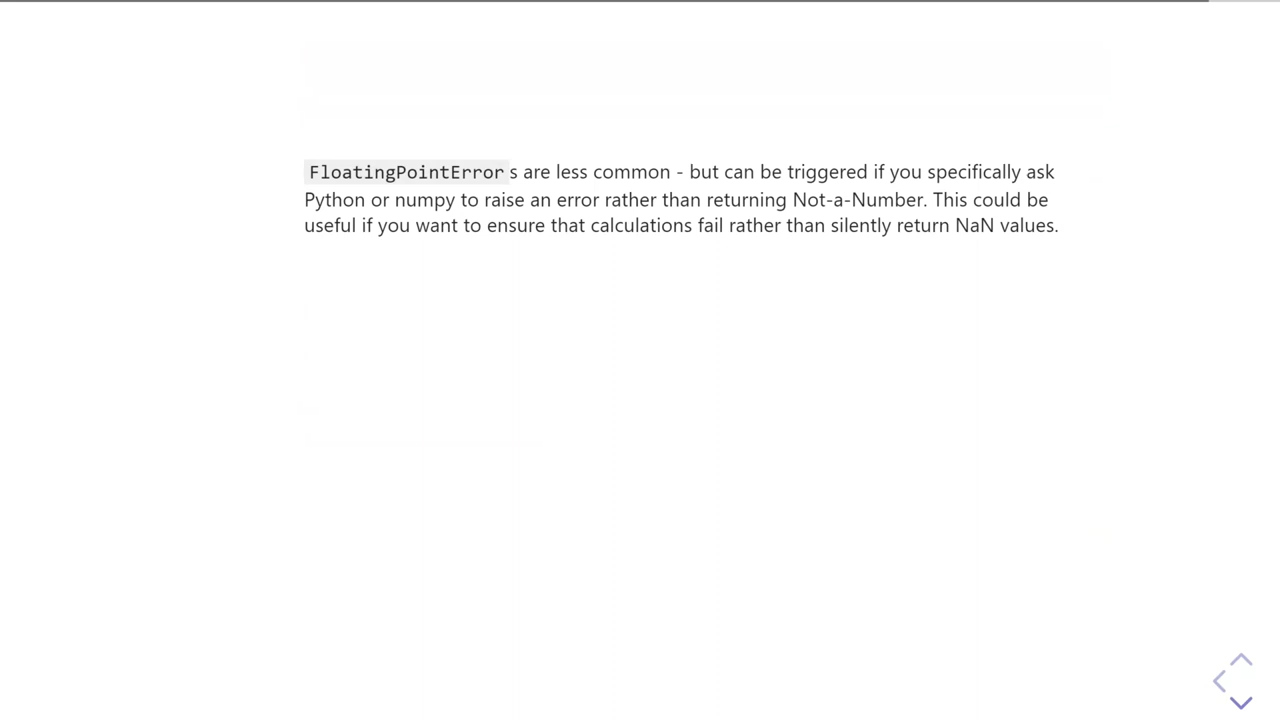 FloatingPointError s are less common - but can be triggered if you specifically ask
Python or numpy to raise an error rather than returning Not-a-Number. This could be
useful if you want to ensure that calculations fail rather than silently return NaN values.